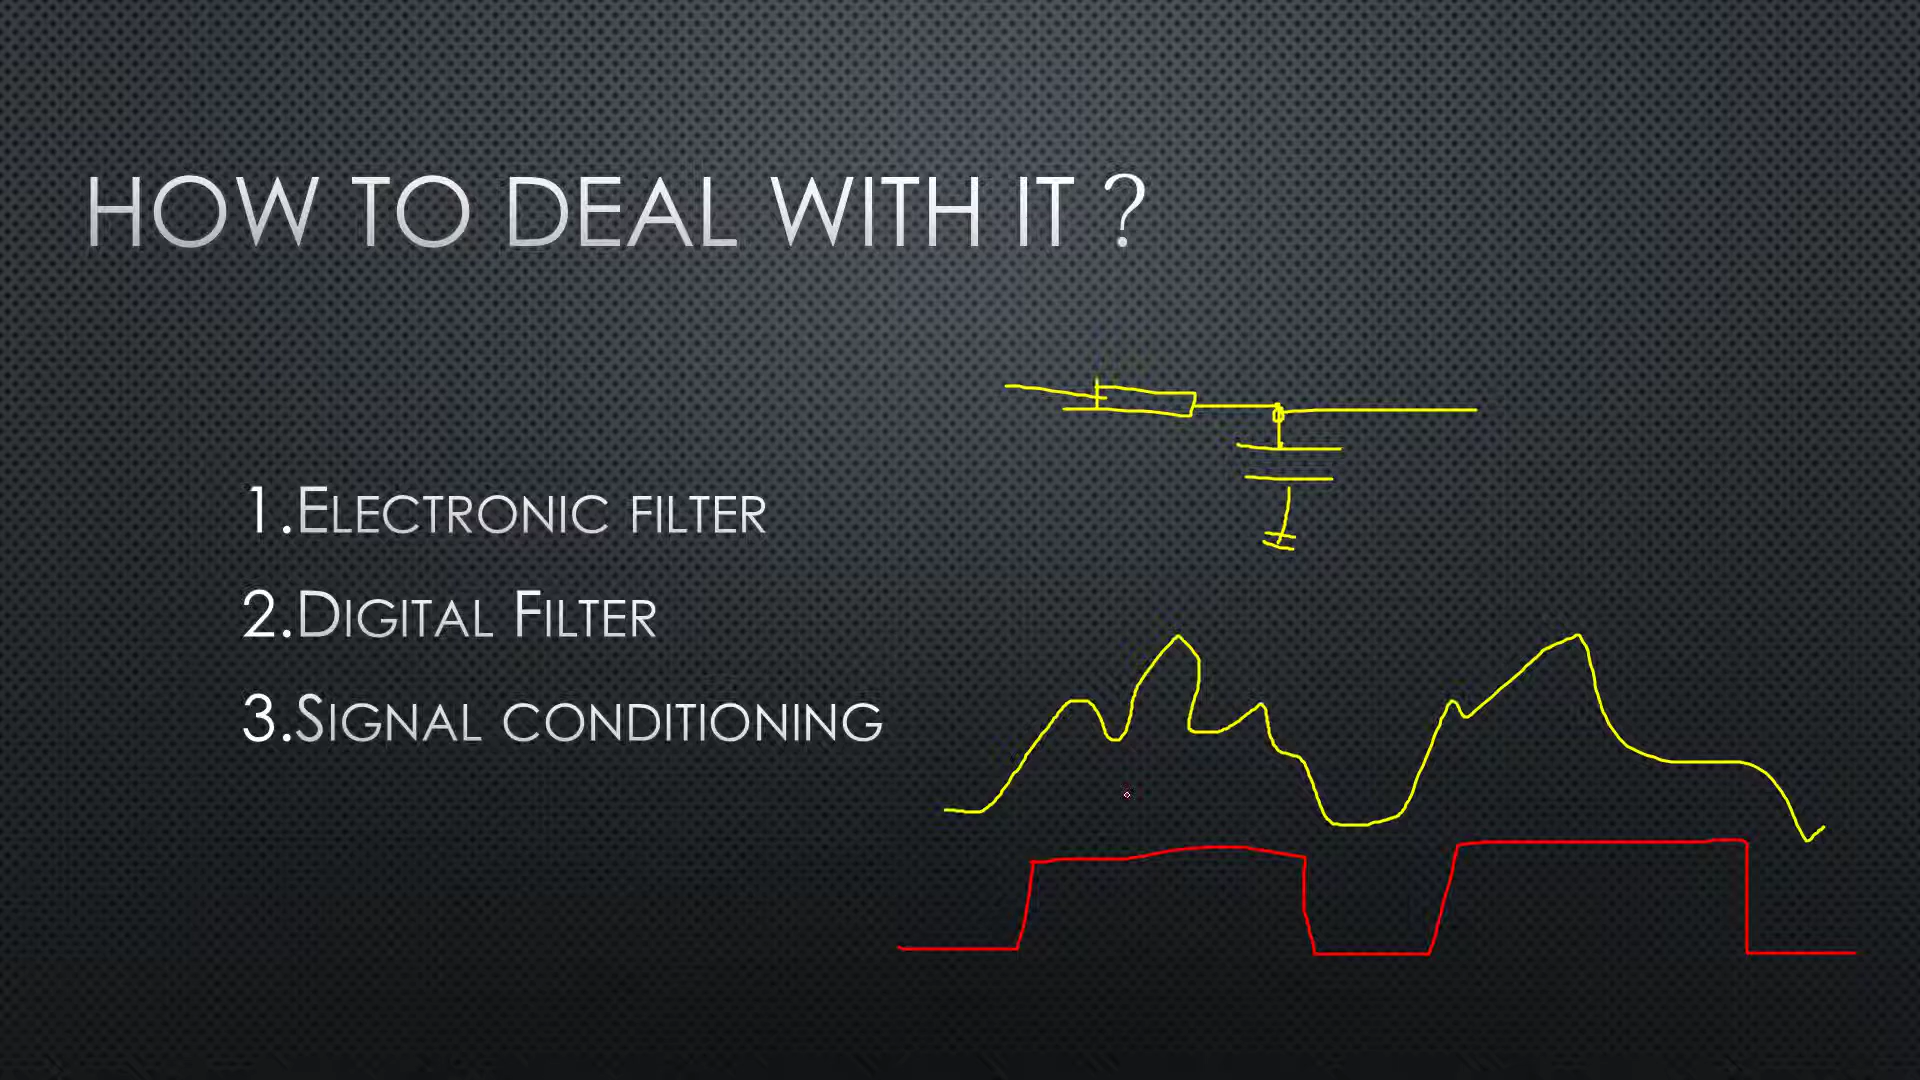 HOW TO DEAL WITH IT ?
1.ELECTRONIC FILTER
2.DIGITAL FILTER
3.SIGNAL CONDITIONING